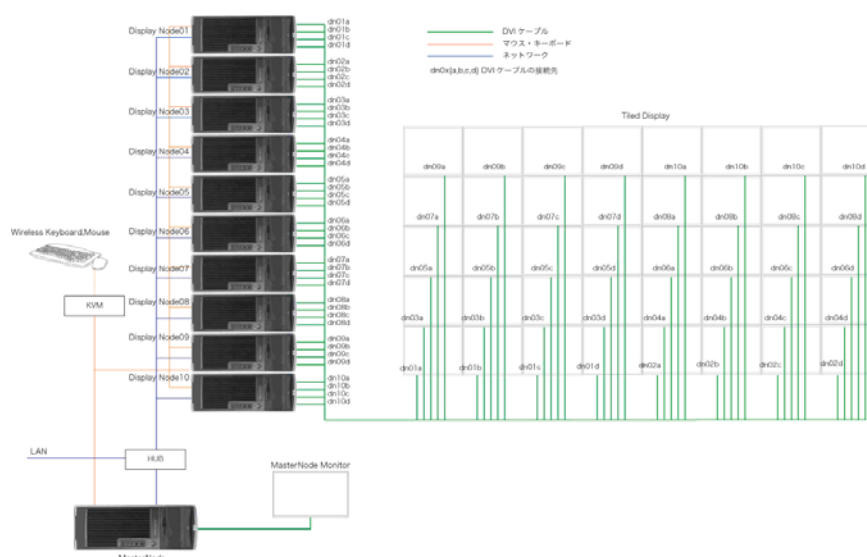 Display Node01
Display Node02
Display Node03
Display Node04
Display Node05
Display Node06
Display Node07
Display Node08
Display Node09
Display Node10
dn01a
dn01b
dn01c
dn01d
dn02a
dn02b
dn02c
dn02d
dn03a
dn03b
dn03c
dn03d
dn04a
dn04b
dn04c
dn04d
dn05a
dn05b
dn05c
dn05d
dn06a
dn06b
dn06c
dn06d
dn07a
dn07b
dn07c
dn07d
dn08a
dn08b
dn08c
dn08d
dn09a
dn09b
dn09c
dn09d
dn10a
dn10b
dn10c
dn10d
DVI ケーブル
マウス・キーボード
ネットワーク
dn0x{a,b,c,d} DVI ケーブルの接続先
Tiled Display
dn09a dn09b dn09c dn09d dn10a dn10b dn10c dn10d
dn07a dn07b dn07c dn07d dn08a dn08b dn08c dn08d
dn05a dn05b dn05c dn05d dn06a dn06b dn06c dn06d
dn03a dn03b dn03c dn03d dn04a dn04b dn04c dn04d
dn01a dn01b dn01c dn01d dn02a dn02b dn02c dn02d
Wireless Keyboard,Mouse
KVM
LAN
HUB
MasterNode Monitor
MasterNode